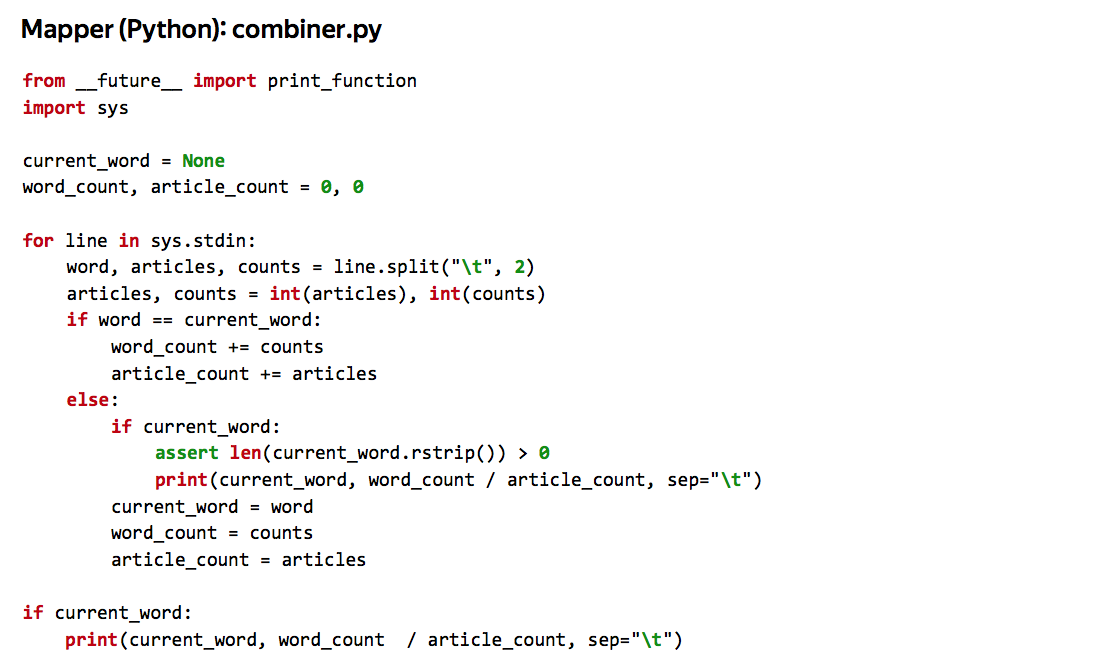 Mapper (Python): combiner.py
from __future__ import print_function
import sys
current_word = None
word_count, article_count = 0, 0
for line in sys.stdin:
    word, articles, counts = line.split("\t", 2)
    articles, counts = int(articles), int(counts)
    if word == current_word:
        word_count += counts
        article_count += articles
    else:
        if current_word:
            assert len(current_word.rstrip()) > 0
            print(current_word, word_count / article_count, sep="\t")
        current_word = word
        word_count = counts
        article_count = articles
if current_word:
    print(current_word, word_count  / article_count, sep="\t")